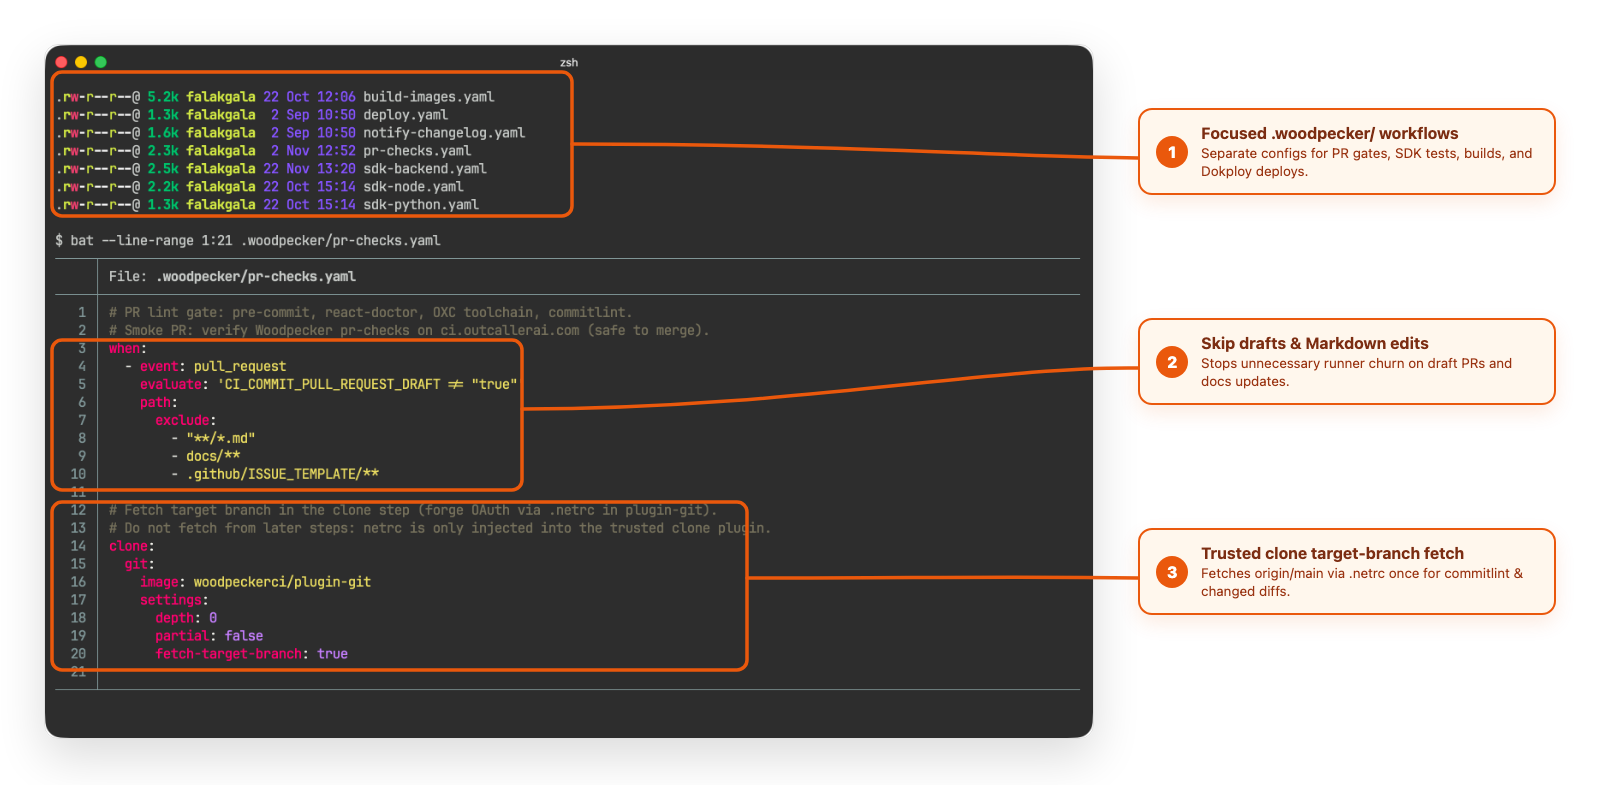 zsh
.rw-r--r--@ 5.2k falakgala 22 Oct 12:06 build-images.yaml
.rw-r--r--@ 1.3k falakgala  2 Sep 10:50 deploy.yaml
.rw-r--r--@ 1.6k falakgala  2 Sep 10:50 notify-changelog.yaml
.rw-r--r--@ 2.3k falakgala  2 Nov 12:52 pr-checks.yaml
.rw-r--r--@ 2.5k falakgala 22 Nov 13:20 sdk-backend.yaml
.rw-r--r--@ 2.2k falakgala 22 Oct 15:14 sdk-node.yaml
.rw-r--r--@ 1.3k falakgala 22 Oct 15:14 sdk-python.yaml
$ bat --line-range 1:21 .woodpecker/pr-checks.yaml
File: .woodpecker/pr-checks.yaml
1 # PR lint gate: pre-commit, react-doctor, OXC toolchain, commitlint.
2 # Smoke PR: verify Woodpecker pr-checks on ci.outcallerai.com (safe to merge).
3 when:
4   - event: pull_request
5     evaluate: 'CI_COMMIT_PULL_REQUEST_DRAFT != "true"
6     path:
7       exclude:
8         - "**/*.md"
9         - docs/**
10         - .github/ISSUE_TEMPLATE/**
11
12 # Fetch target branch in the clone step (forge OAuth via .netrc in plugin-git).
13 # Do not fetch from later steps: netrc is only injected into the trusted clone plugin.
14 clone:
15   git:
16     image: woodpeckerci/plugin-git
17     settings:
18       depth: 0
19       partial: false
20       fetch-target-branch: true
21
1
Focused .woodpecker/ workflows
Separate configs for PR gates, SDK tests, builds, and
Dokploy deploys.
2
Skip drafts & Markdown edits
Stops unnecessary runner churn on draft PRs and
docs updates.
3
Trusted clone target-branch fetch
Fetches origin/main via .netrc once for commitlint &
changed diffs.